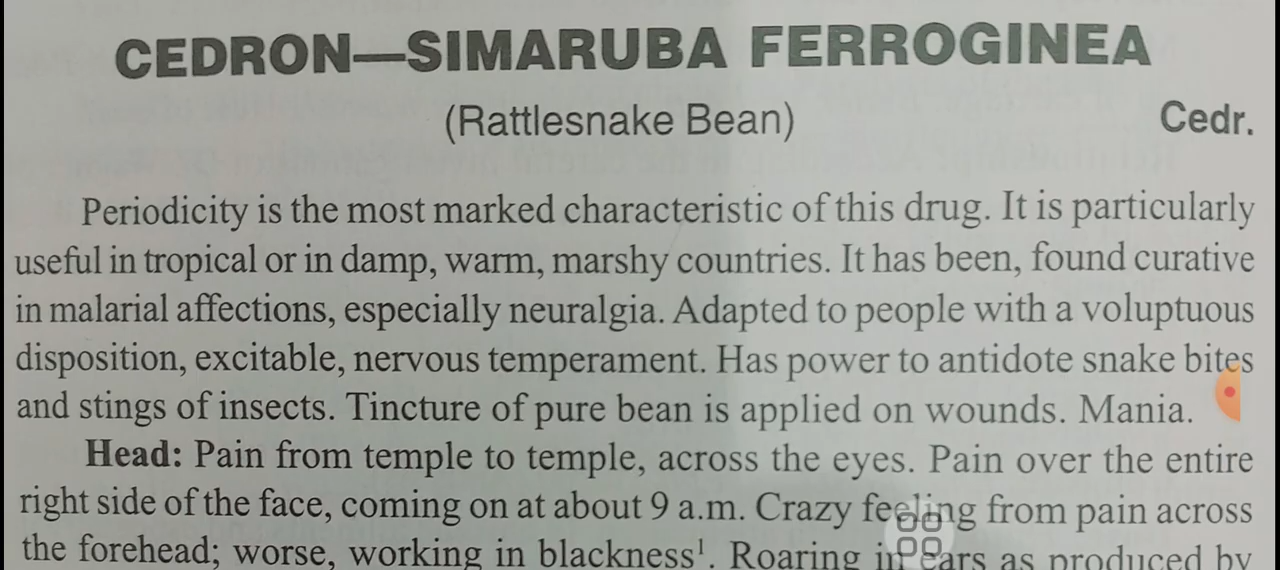 CEDRON—SIMARUBA FERROGINEA
(Rattlesnake Bean) Cedr.
Periodicity is the most marked characteristic of this drug. It is particularly
useful in tropical or in damp, warm, marshy countries. It has been, found curative
in malarial affections, especially neuralgia. Adapted to people with a voluptuous
disposition, excitable, nervous temperament. Has power to antidote snake bites
and stings of insects. Tincture of pure bean is applied on wounds. Mania.
Head: Pain from temple to temple, across the eyes. Pain over the entire
right side of the face, coming on at about 9 a.m. Crazy feeling from pain across
the forehead; worse, working in blackness¹. Roaring in ears as produced by